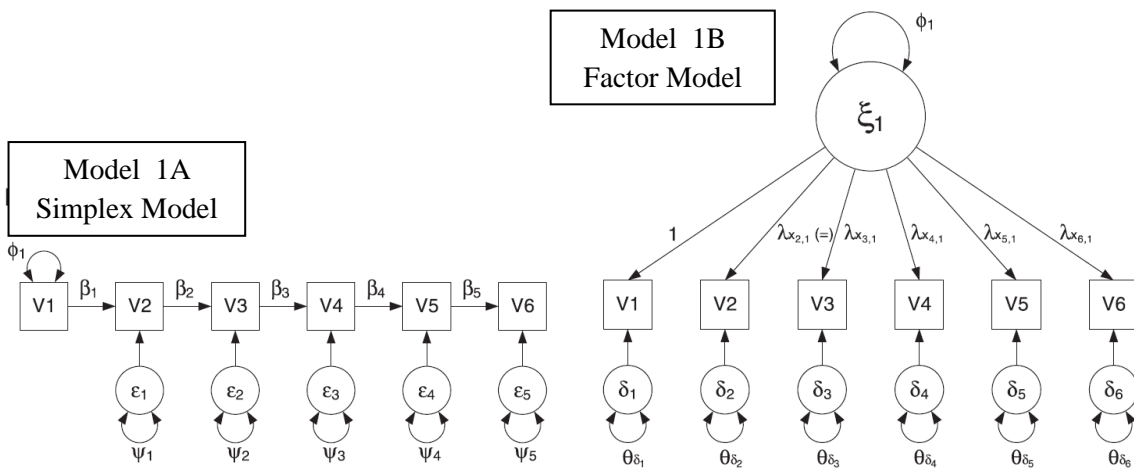 Model 1A
Simplex Model
ϕ₁
V1 β₁ V2 β₂ V3 β₃ V4 β₄ V5 β₅ V6
ε₁ ε₂ ε₃ ε₄ ε₅
ψ₁ ψ₂ ψ₃ ψ₄ ψ₅
Model 1B
Factor Model
ϕ₁
ξ₁
1 λx₂,₁ (=) λx₃,₁ λx₄,₁ λx₅,₁ λx₆,₁
V1 V2 V3 V4 V5 V6
δ₁ δ₂ δ₃ δ₄ δ₅ δ₆
θδ₁ θδ₂ θδ₃ θδ₄ θδ₅ θδ₆